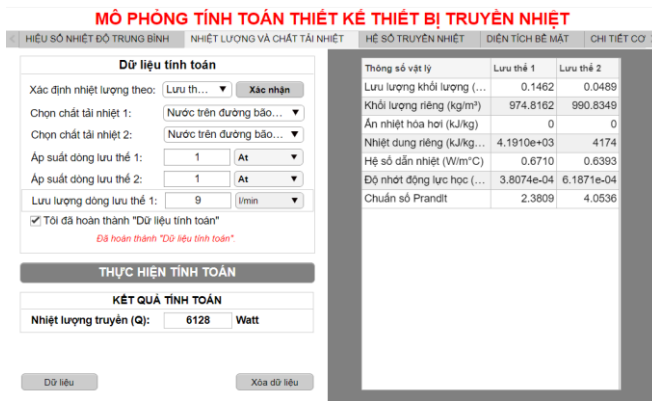 MÔ PHỎNG TÍNH TOÁN THIẾT KẾ THIẾT BỊ TRUYỀN NHIỆT
HIỆU SỐ NHIỆT ĐỘ TRUNG BÌNH NHIỆT LƯỢNG VÀ CHẤT TẢI NHIỆT HỆ SỐ TRUYỀN NHIỆT DIỆN TÍCH BỀ MẶT CHI TIẾT CƠ
Dữ liệu tính toán
Xác định nhiệt lượng theo: Lưu th... Xác nhận
Chọn chất tải nhiệt 1: Nước trên đường bão...
Chọn chất tải nhiệt 2: Nước trên đường bão...
Áp suất dòng lưu thể 1: 1 At
Áp suất dòng lưu thể 2: 1 At
Lưu lượng dòng lưu thể 1: 9 l/min
Tôi đã hoàn thành "Dữ liệu tính toán"
Đã hoàn thành "Dữ liệu tính toán".
THỰC HIỆN TÍNH TOÁN
KẾT QUẢ TÍNH TOÁN
Nhiệt lượng truyền (Q): 6128 Watt
Dữ liệu Xóa dữ liệu
Thông số vật lý Lưu thể 1 Lưu thể 2
Lưu lượng khối lượng (... 0.1462 0.0489
Khối lượng riêng (kg/m³) 974.8162 990.8349
Ẩn nhiệt hóa hơi (kJ/kg) 0 0
Nhiệt dung riêng (kJ/kg... 4.1910e+03 4174
Hệ số dẫn nhiệt (W/m°C) 0.6710 0.6393
Độ nhớt động lực học (... 3.8074e-04 6.1871e-04
Chuẩn số Prandlt 2.3809 4.0536